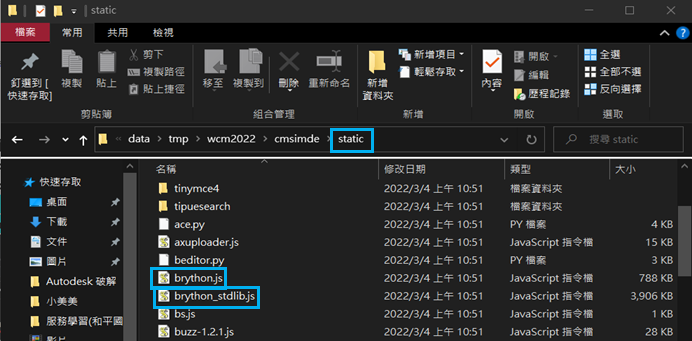 static
檔案 常用 共用 檢視
釘選到 [快速存取]
複製
貼上
剪下
複製路徑
貼上捷徑
剪貼簿
移至
複製到
刪除
重新命名
組合管理
新增資料夾
新增項目
輕鬆存取
新增
內容
開啟
編輯
歷程記錄
開啟
全選
全部不選
反向選擇
選取
« data > tmp > wcm2022 > cmsimde > static
搜尋 static
快速存取
桌面
下載
文件
圖片
Autodesk 破解
小美美
服務學習(和平國
影片
名稱 修改日期 類型 大小
tinymce4 2022/3/4 上午 10:51 檔案資料夾
tipuesearch 2022/3/4 上午 10:51 檔案資料夾
ace.py 2022/3/4 上午 10:51 PY 檔案 4 KB
axuploader.js 2022/3/4 上午 10:51 JavaScript 指令檔 15 KB
beditor.py 2022/3/4 上午 10:51 PY 檔案 3 KB
brython.js 2022/3/4 上午 10:51 JavaScript 指令檔 788 KB
brython_stdlib.js 2022/3/4 上午 10:51 JavaScript 指令檔 3,906 KB
bs.js 2022/3/4 上午 10:51 JavaScript 指令檔 1 KB
buzz-1.2.1.js 2022/3/4 上午 10:51 JavaScript 指令檔 28 KB